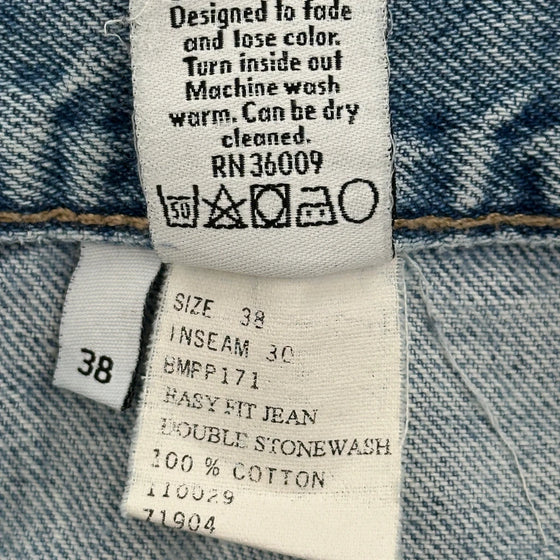 Designed to fade
and lose color.
Turn inside out
Machine wash
warm. Can be dry
cleaned.
RN 36009
50
38
SIZE 38
INSEAM 30
BMPP171
EASY FIT JEAN
DOUBLE STONEWASH
100 % COTTON
110029
71904